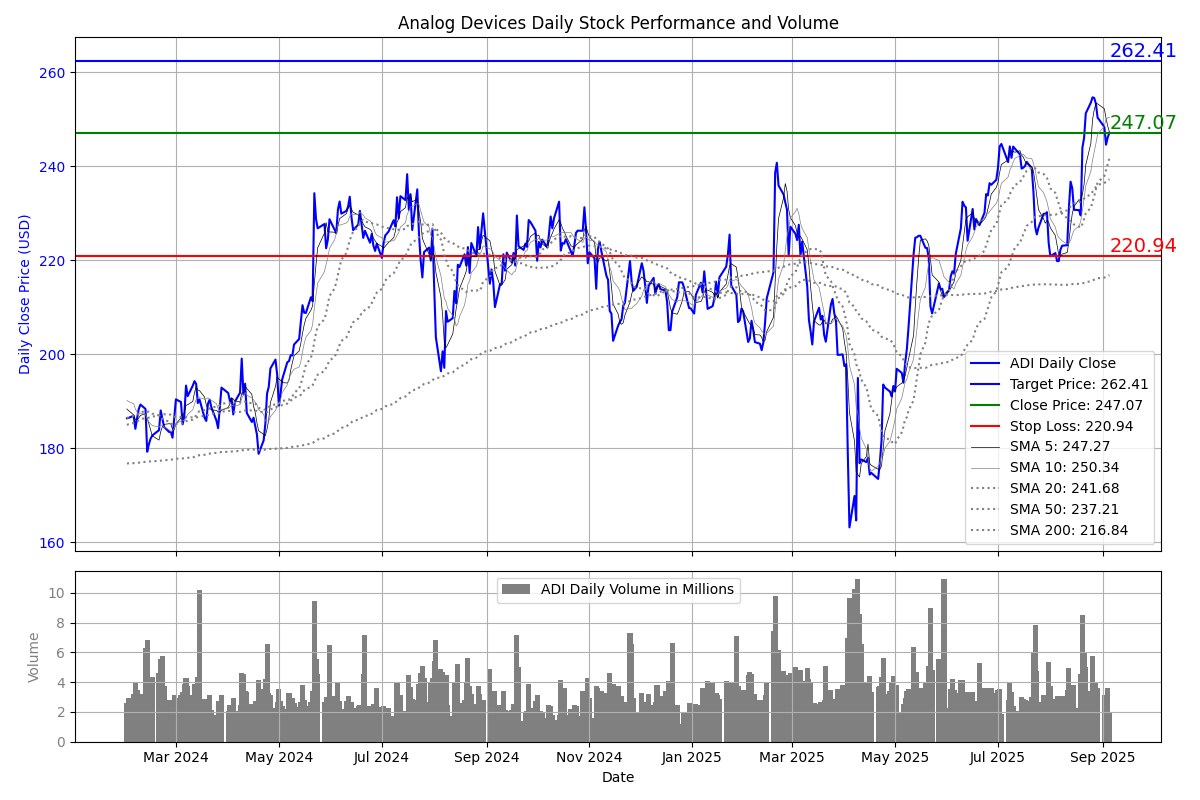 Analog Devices Daily Stock Performance and Volume
262.41
260
247.07
240
220.94
220
200
180
160
Daily Close Price (USD)
ADI Daily Close
Target Price: 262.41
Close Price: 247.07
Stop Loss: 220.94
SMA 5: 247.27
SMA 10: 250.34
SMA 20: 241.68
SMA 50: 237.21
SMA 200: 216.84
ADI Daily Volume in Millions
10
8
6
4
2
0
Volume
Mar 2024 May 2024 Jul 2024 Sep 2024 Nov 2024 Jan 2025 Mar 2025 May 2025 Jul 2025 Sep 2025
Date